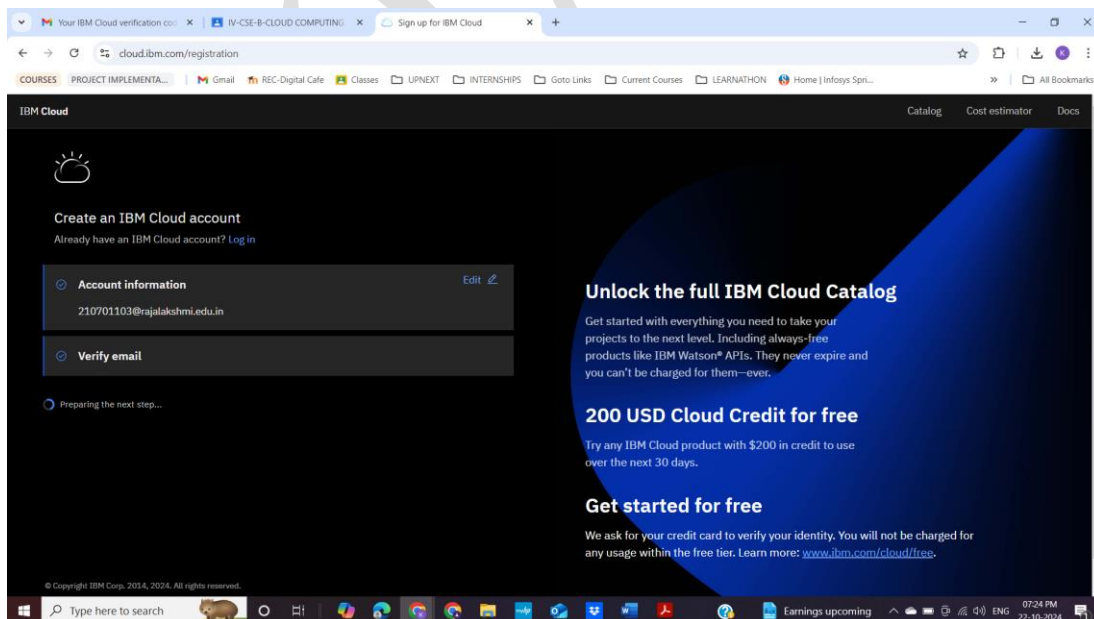 Your IBM Cloud verification co
IV-CSE-B-CLOUD COMPUTING
Sign up for IBM Cloud
cloud.ibm.com/registration
K
COURSES
PROJECT IMPLEMENTA...
Gmail
REC-Digital Cafe
Classes
UPNEXT
INTERNSHIPS
Goto Links
Current Courses
LEARNATHON
Home | Infosys Spri...
»
All Bookmarks
IBM Cloud
Catalog
Cost estimator
Docs
Create an IBM Cloud account
Already have an IBM Cloud account? Log in
Account information
Edit
210701103@rajalakshmi.edu.in
Verify email
Preparing the next step...
Unlock the full IBM Cloud Catalog
Get started with everything you need to take your
projects to the next level. Including always-free
products like IBM Watson® APIs. They never expire and
you can't be charged for them—ever.
200 USD Cloud Credit for free
Try any IBM Cloud product with $200 in credit to use
over the next 30 days.
Get started for free
We ask for your credit card to verify your identity. You will not be charged for
any usage within the free tier. Learn more: www.ibm.com/cloud/free.
© Copyright IBM Corp. 2014, 2024. All rights reserved.
Type here to search
Earnings upcoming
ENG
07:24 PM
22-10-2024